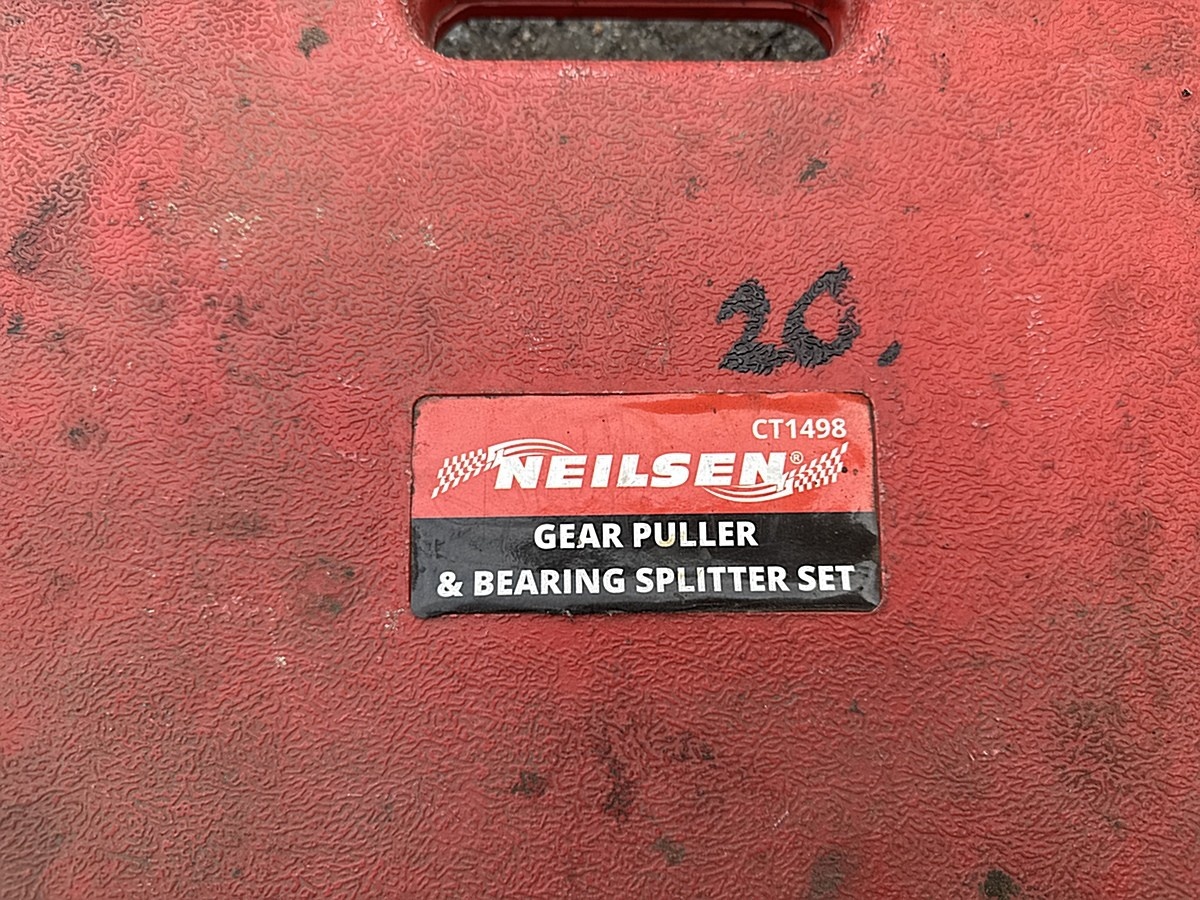 20.
CT1498
NEILSEN®
GEAR PULLER
& BEARING SPLITTER SET